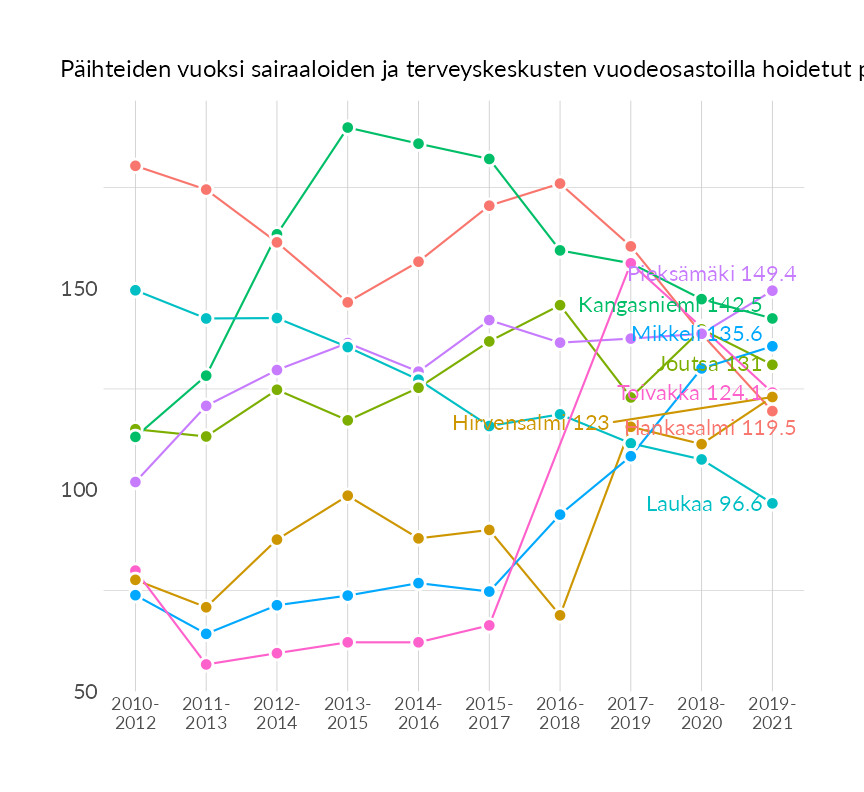 Päihteiden vuoksi sairaaloiden ja terveyskeskusten vuodeosastoilla hoidetut
150
100
50
Pieksämäki 149.4
Kangasniemi 142.5
Mikkeli 135.6
Joutsa 131
Toivakka 124.1
Hirvensalmi 123
Hankasalmi 119.5
Laukaa 96.6
2010-
2012
2011-
2013
2012-
2014
2013-
2015
2014-
2016
2015-
2017
2016-
2018
2017-
2019
2018-
2020
2019-
2021